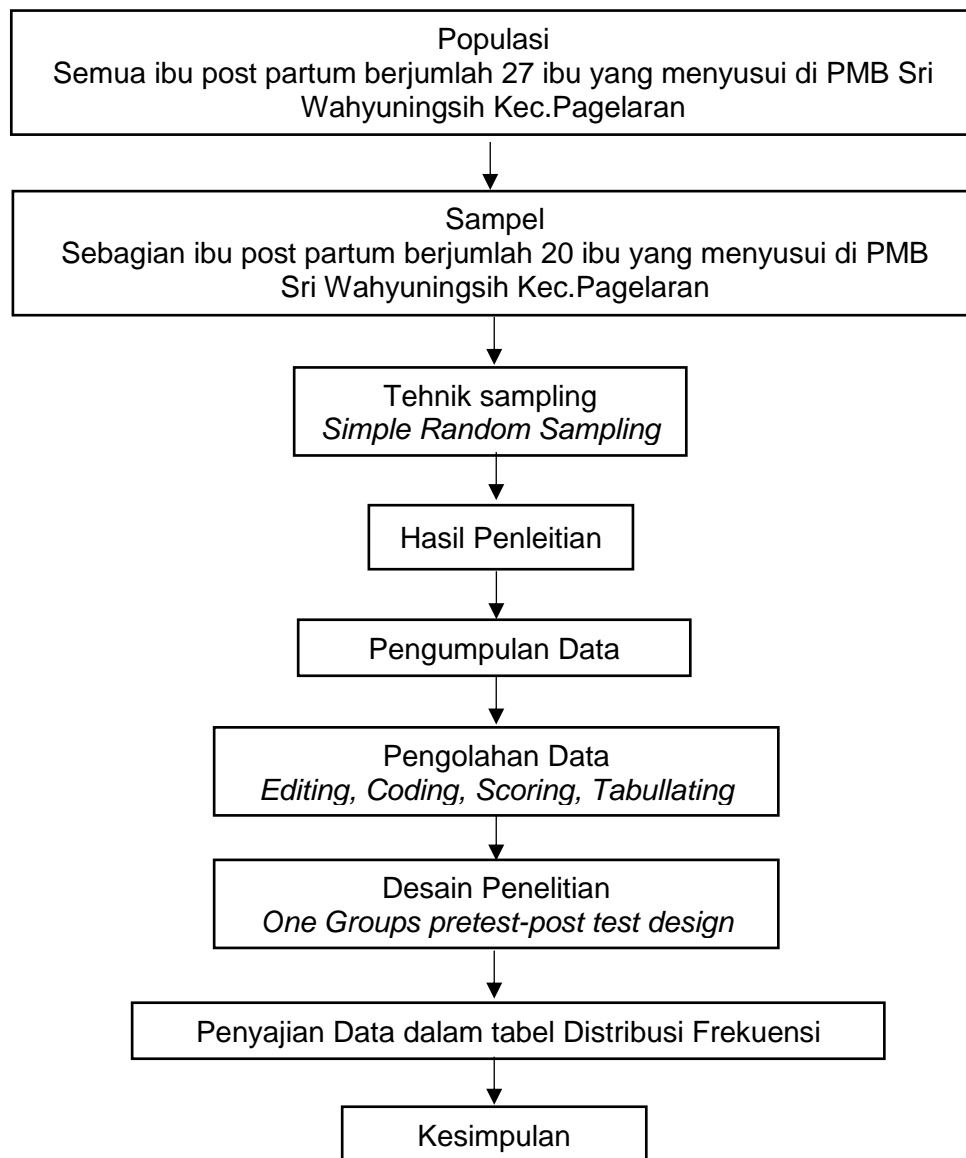 Populasi
Semua ibu post partum berjumlah 27 ibu yang menyusui di PMB Sri
Wahyuningsih Kec.Pagelaran
Sampel
Sebagian ibu post partum berjumlah 20 ibu yang menyusui di PMB
Sri Wahyuningsih Kec.Pagelaran
Tehnik sampling
Simple Random Sampling
Hasil Penleitian
Pengumpulan Data
Pengolahan Data
Editing, Coding, Scoring, Tabullating
Desain Penelitian
One Groups pretest-post test design
Penyajian Data dalam tabel Distribusi Frekuensi
Kesimpulan